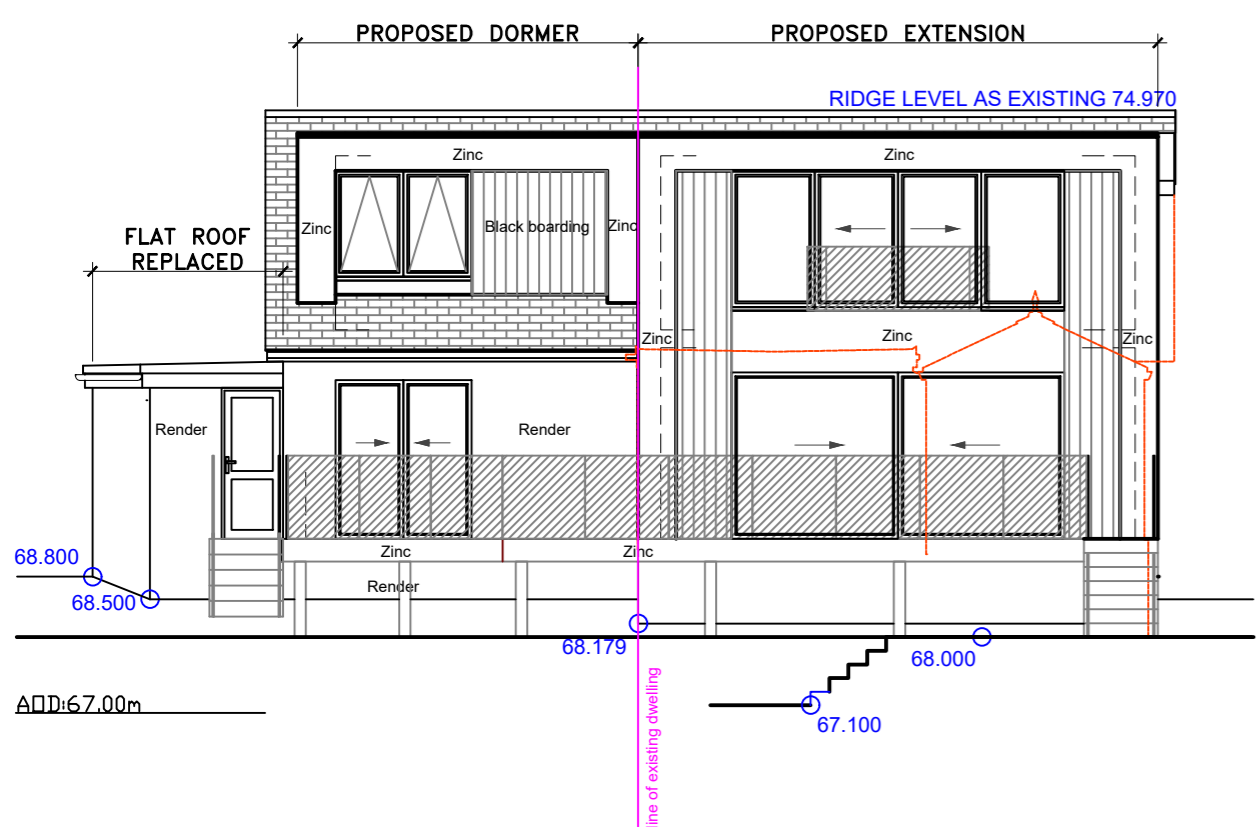 PROPOSED DORMER
PROPOSED EXTENSION
RIDGE LEVEL AS EXISTING 74.970
Zinc
Zinc
FLAT ROOF
REPLACED
Zinc
Black boarding
Zinc
Zinc
Zinc
Zinc
Render
Render
Zinc
Zinc
68.800
Render
68.500
68.179
68.000
AOD:67.00m
67.100
line of existing dwelling